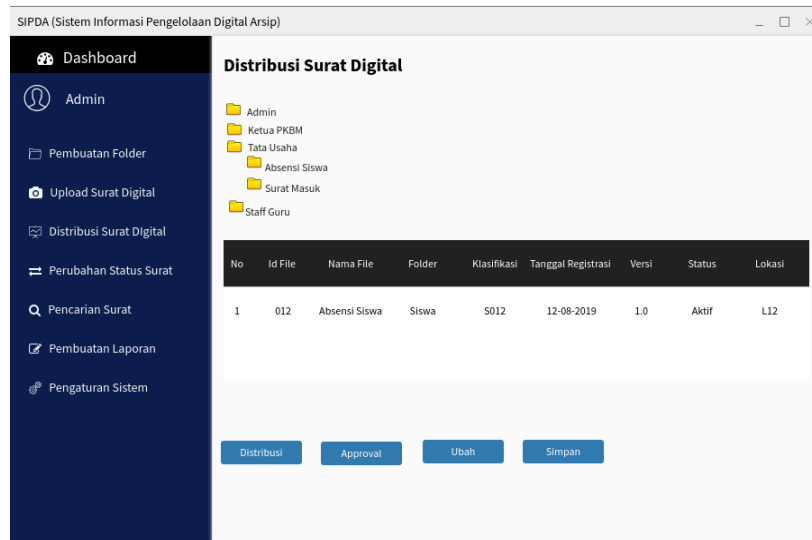 SIPDA (Sistem Informasi Pengelolaan Digital Arsip)
Dashboard
Admin
Pembuatan Folder
Upload Surat Digital
Distribusi Surat DIgital
Perubahan Status Surat
Pencarian Surat
Pembuatan Laporan
Pengaturan Sistem
Distribusi Surat Digital
Admin
Ketua PKBM
Tata Usaha
Absensi Siswa
Surat Masuk
Staff Guru
No Id File Nama File Folder Klasifikasi Tanggal Registrasi Versi Status Lokasi
1 012 Absensi Siswa Siswa S012 12-08-2019 1.0 Aktif L12
Distribusi Approval Ubah Simpan